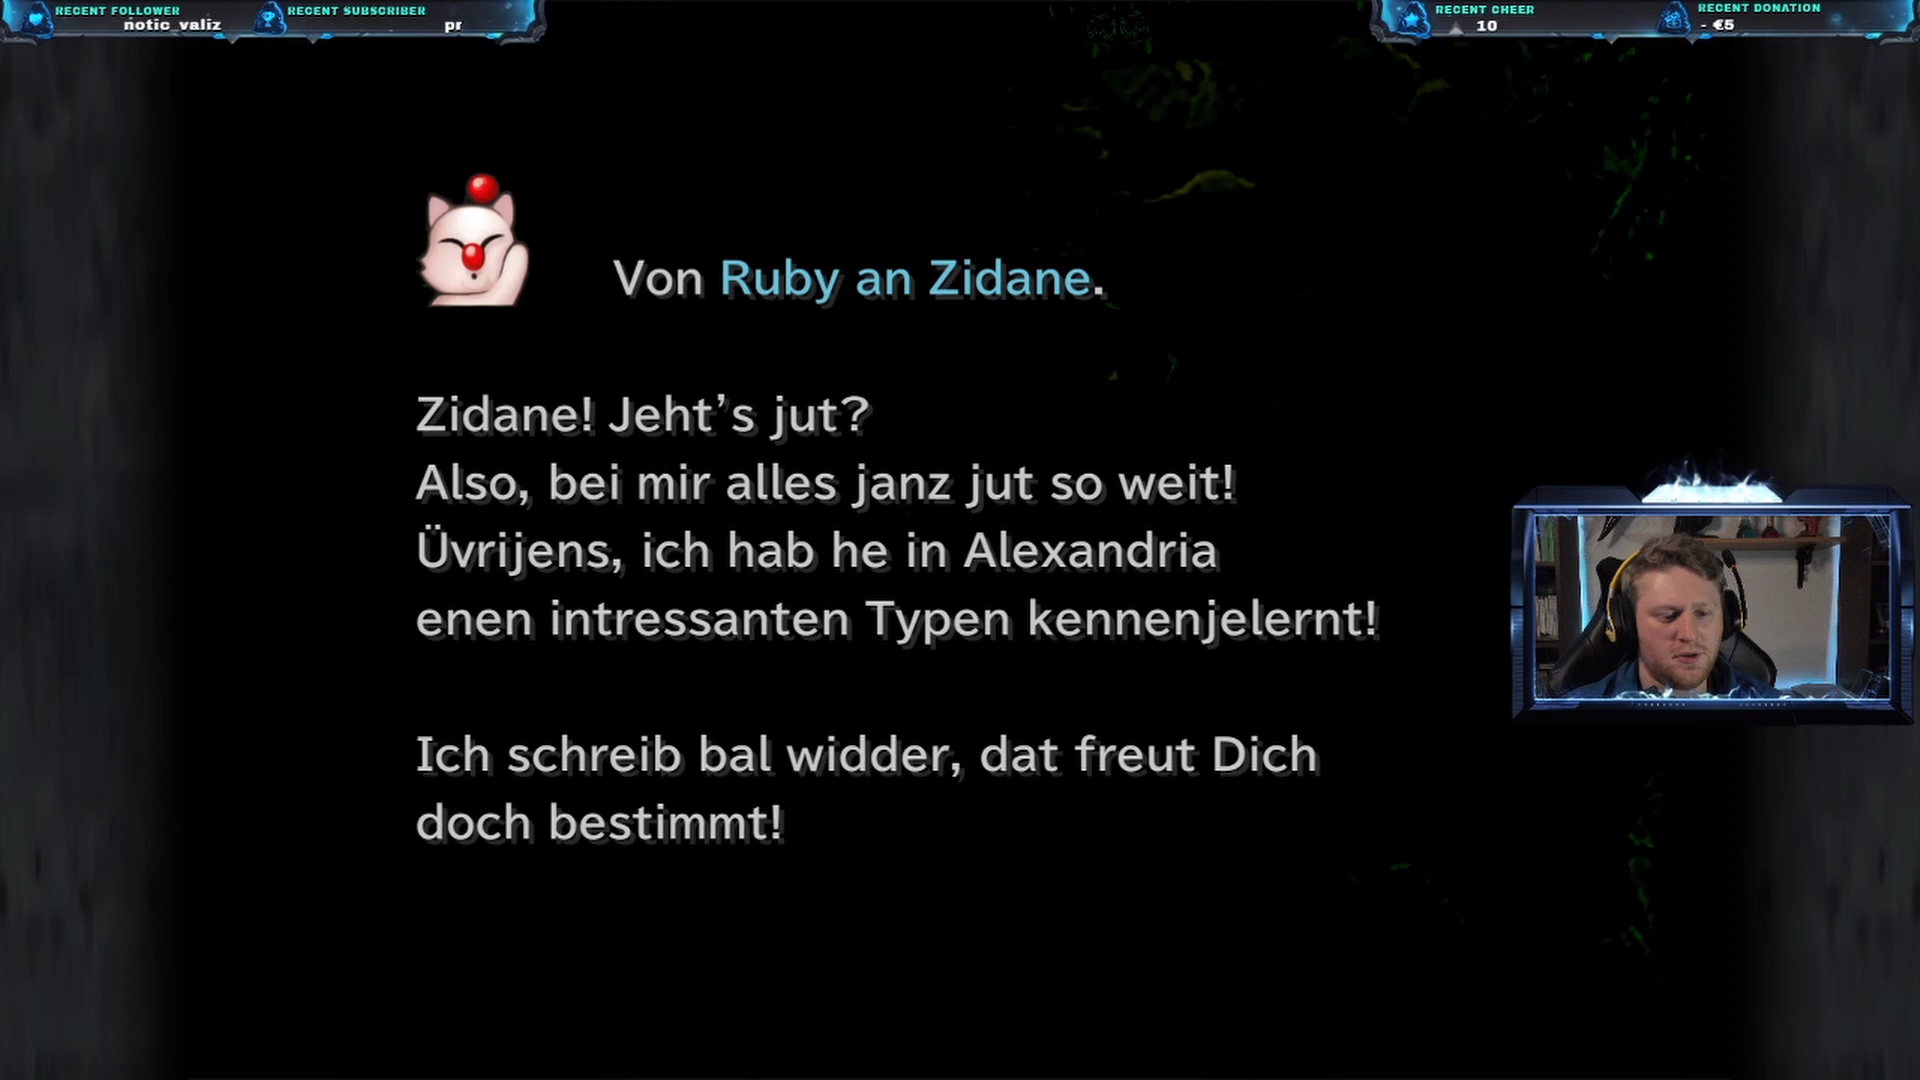 RECENT FOLLOWER
notic_valiz
RECENT SUBSCRIBER
pr
RECENT CHEER
10
RECENT DONATION
- €5
Von Ruby an Zidane.
Zidane! Jeht's jut?
Also, bei mir alles janz jut so weit!
Üvrijens, ich hab he in Alexandria
enen intressanten Typen kennenjelernt!
Ich schreib bal widder, dat freut Dich
doch bestimmt!